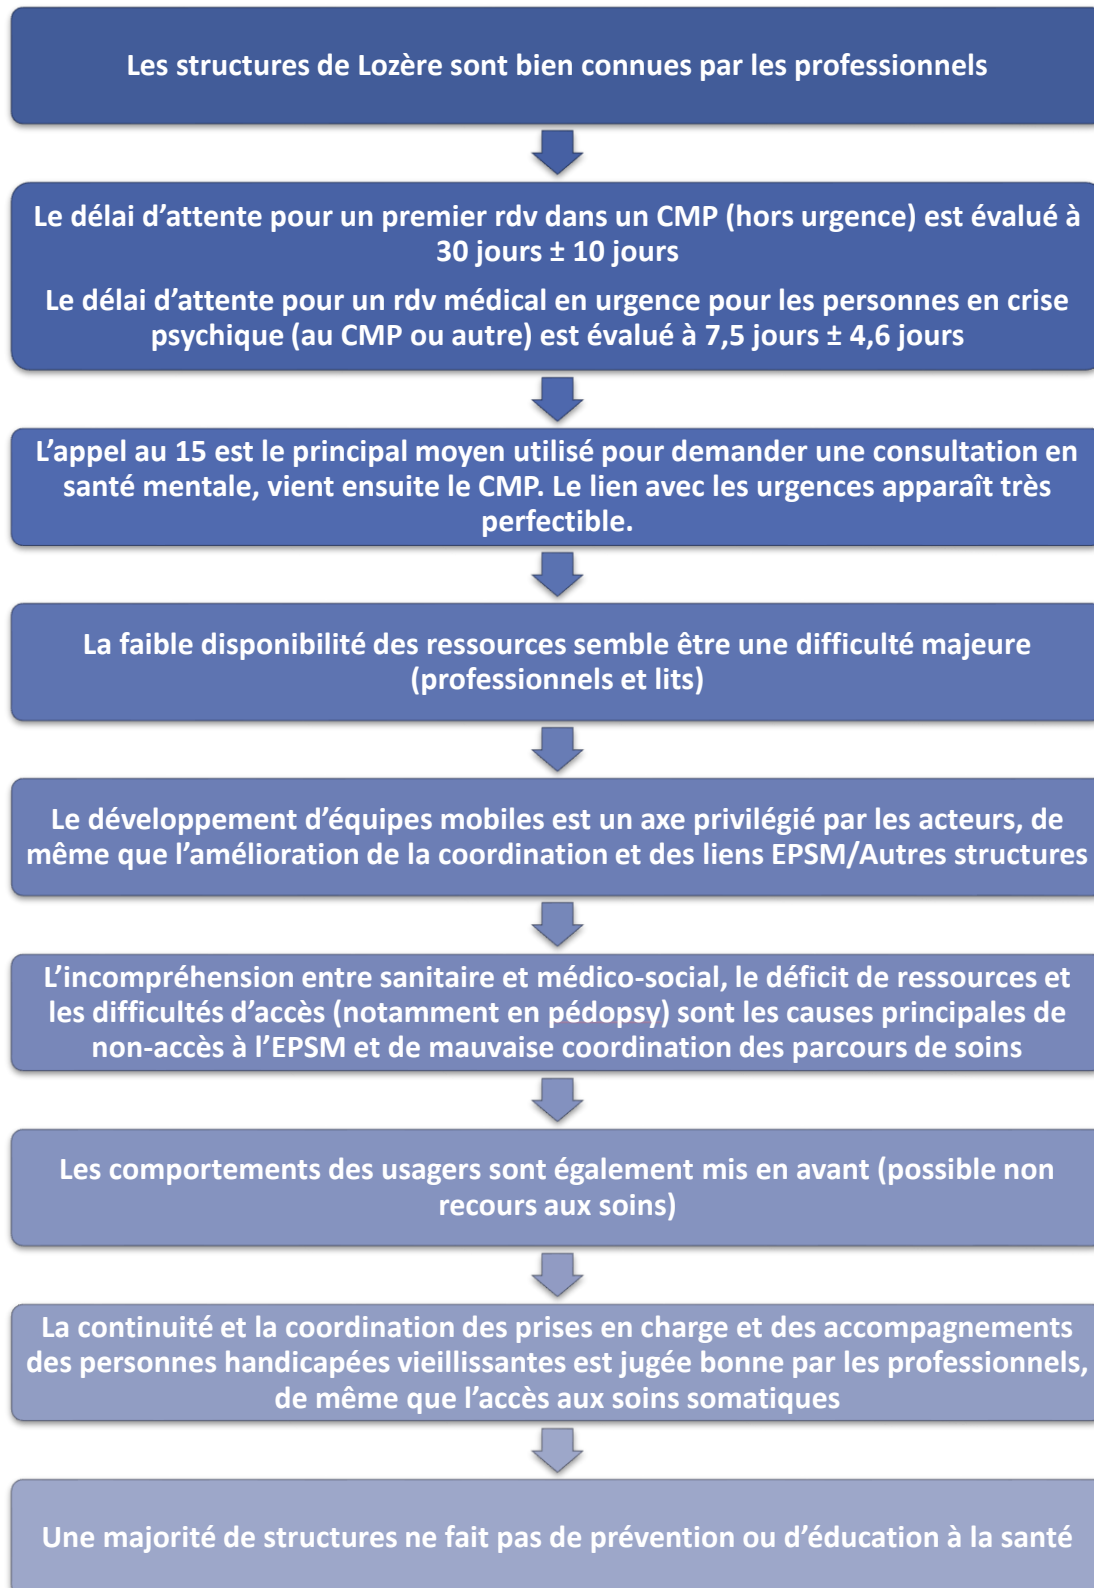 Les structures de Lozère sont bien connues par les professionnels
Le délai d’attente pour un premier rdv dans un CMP (hors urgence) est évalué à
30 jours ± 10 jours
Le délai d’attente pour un rdv médical en urgence pour les personnes en crise
psychique (au CMP ou autre) est évalué à 7,5 jours ± 4,6 jours
L’appel au 15 est le principal moyen utilisé pour demander une consultation en
santé mentale, vient ensuite le CMP. Le lien avec les urgences apparaît très
perfectible.
La faible disponibilité des ressources semble être une difficulté majeure
(professionnels et lits)
Le développement d’équipes mobiles est un axe privilégié par les acteurs, de
même que l’amélioration de la coordination et des liens EPSM/Autres structures
L’incompréhension entre sanitaire et médico-social, le déficit de ressources et
les difficultés d’accès (notamment en pédopsy) sont les causes principales de
non-accès à l’EPSM et de mauvaise coordination des parcours de soins
Les comportements des usagers sont également mis en avant (possible non
recours aux soins)
La continuité et la coordination des prises en charge et des accompagnements
des personnes handicapées vieillissantes est jugée bonne par les professionnels,
de même que l’accès aux soins somatiques
Une majorité de structures ne fait pas de prévention ou d’éducation à la santé